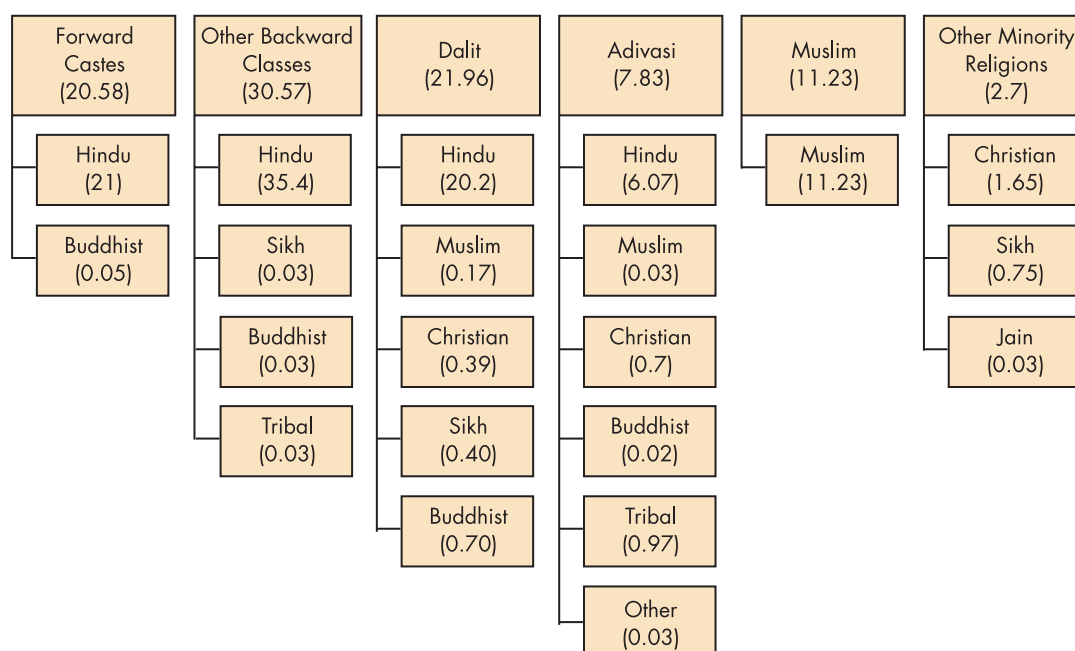 Forward
Castes
(20.58)
Hindu
(21)
Buddhist
(0.05)
Other Backward
Classes
(30.57)
Hindu
(35.4)
Sikh
(0.03)
Buddhist
(0.03)
Tribal
(0.03)
Dalit
(21.96)
Hindu
(20.2)
Muslim
(0.17)
Christian
(0.39)
Sikh
(0.40)
Buddhist
(0.70)
Adivasi
(7.83)
Hindu
(6.07)
Muslim
(0.03)
Christian
(0.7)
Buddhist
(0.02)
Tribal
(0.97)
Other
(0.03)
Muslim
(11.23)
Muslim
(11.23)
Other Minority
Religions
(2.7)
Christian
(1.65)
Sikh
(0.75)
Jain
(0.03)